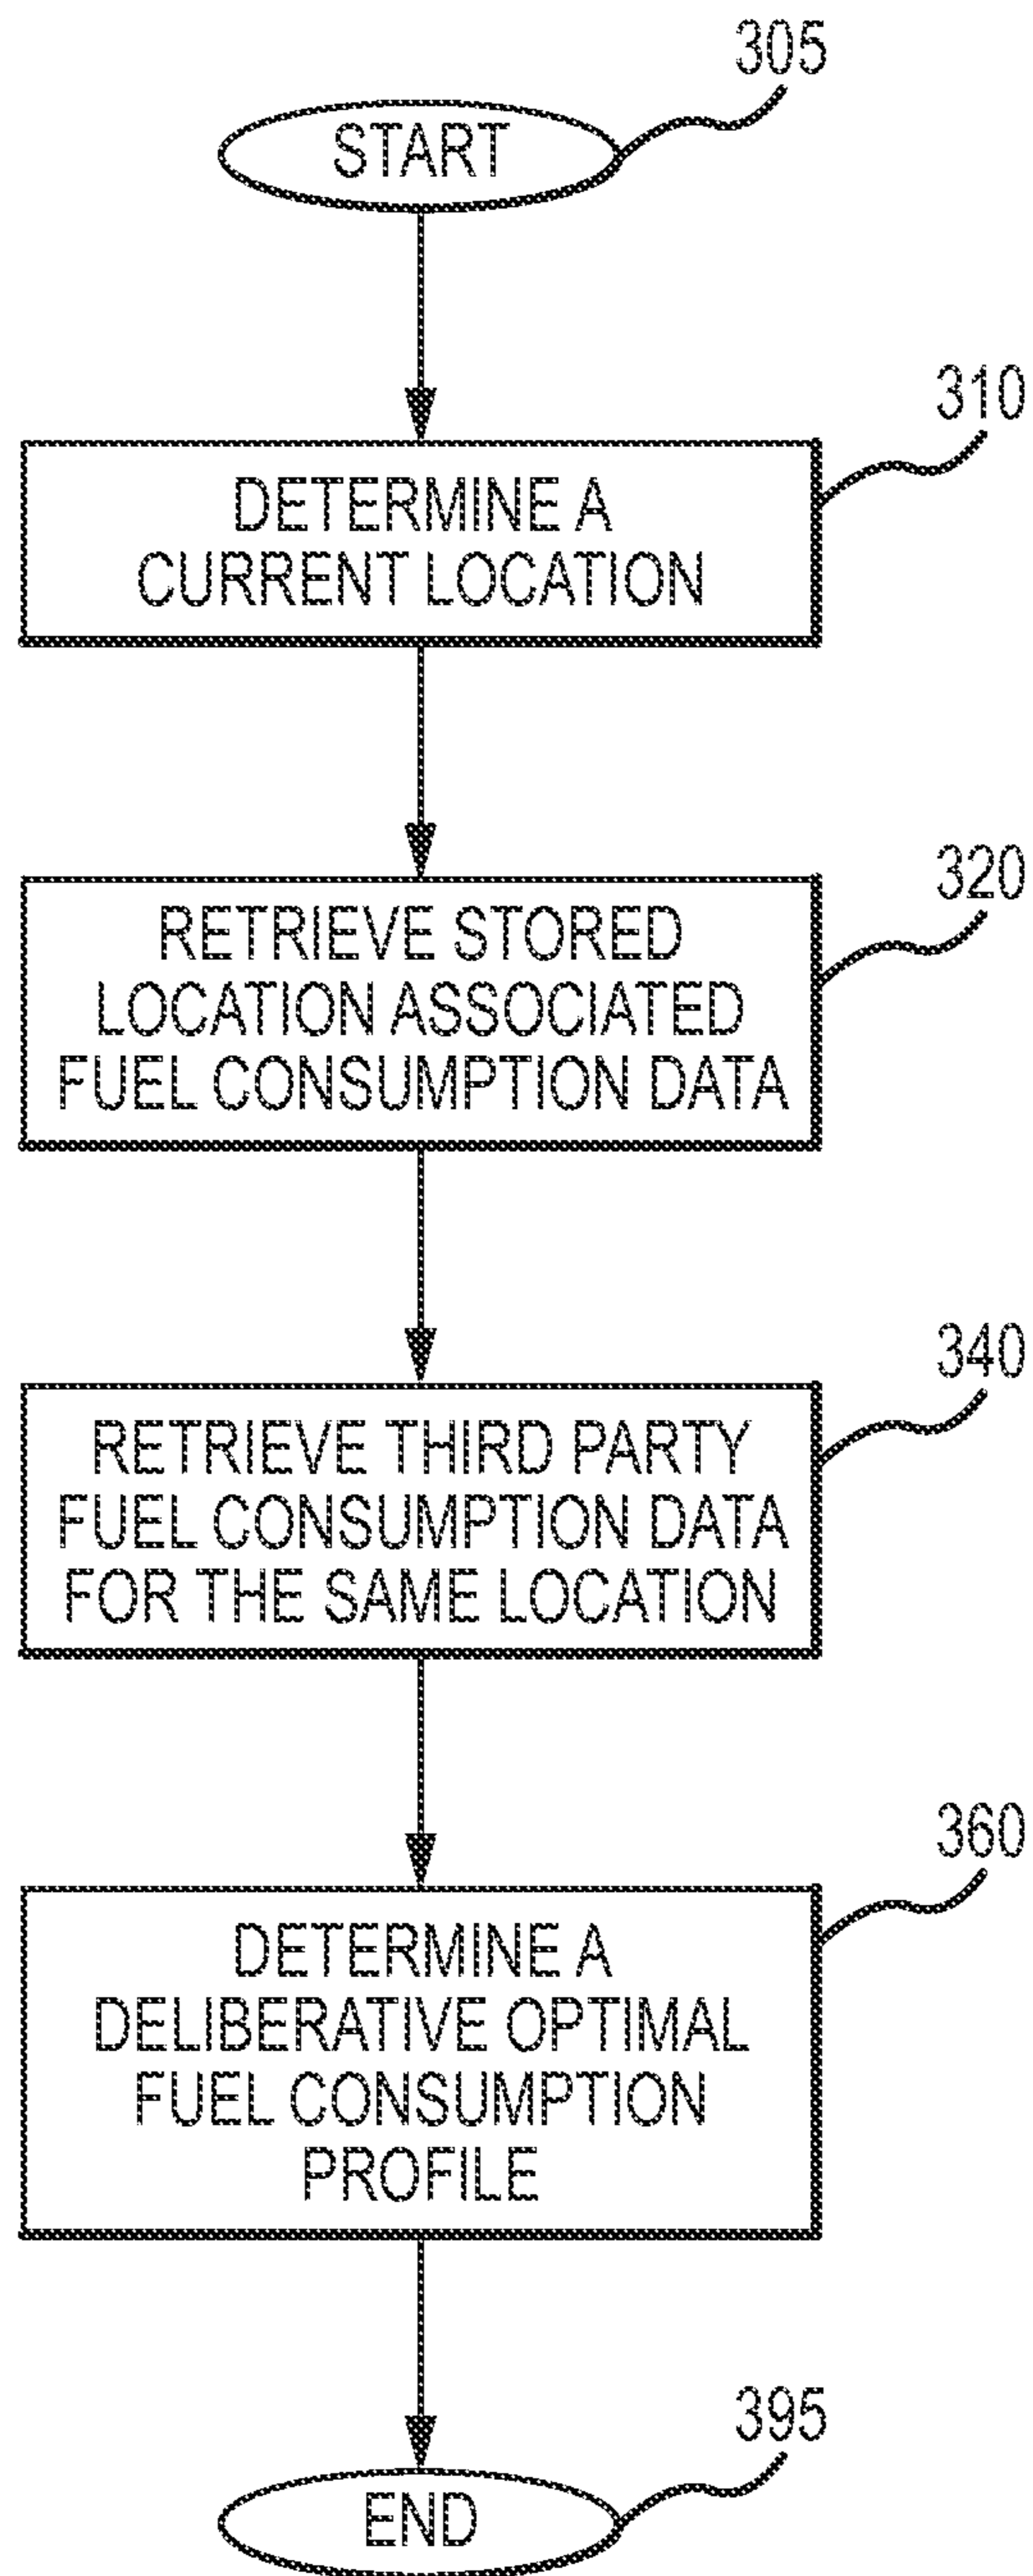 305
START
310
DETERMINE A
CURRENT LOCATION
320
RETRIEVE STORED
LOCATION ASSOCIATED
FUEL CONSUMPTION DATA
340
RETRIEVE THIRD PARTY
FUEL CONSUMPTION DATA
FOR THE SAME LOCATION
360
DETERMINE A
DELIBERATIVE OPTIMAL
FUEL CONSUMPTION
PROFILE
395
END